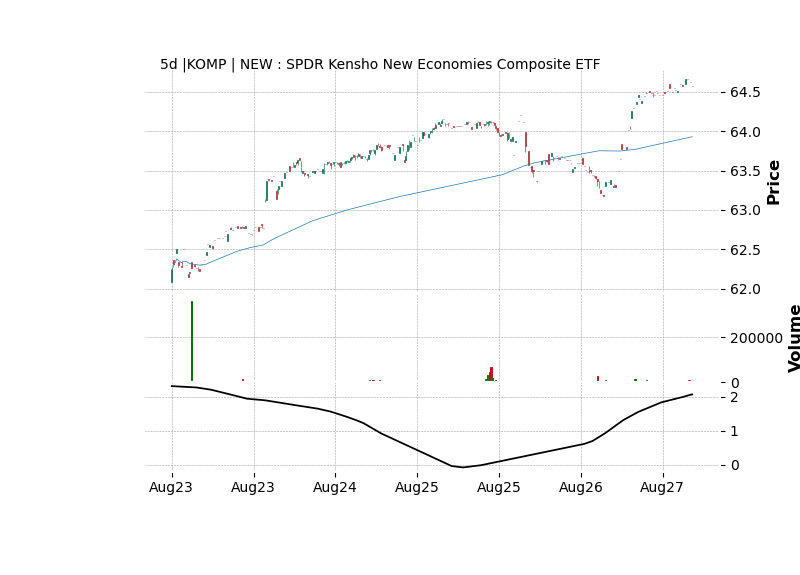 5d |KOMP | NEW : SPDR Kensho New Economies Composite ETF
64.5
64.0
63.5
63.0
62.5
62.0
Price
200000
0
Volume
2
1
0
Aug23 Aug23 Aug24 Aug25 Aug25 Aug26 Aug27